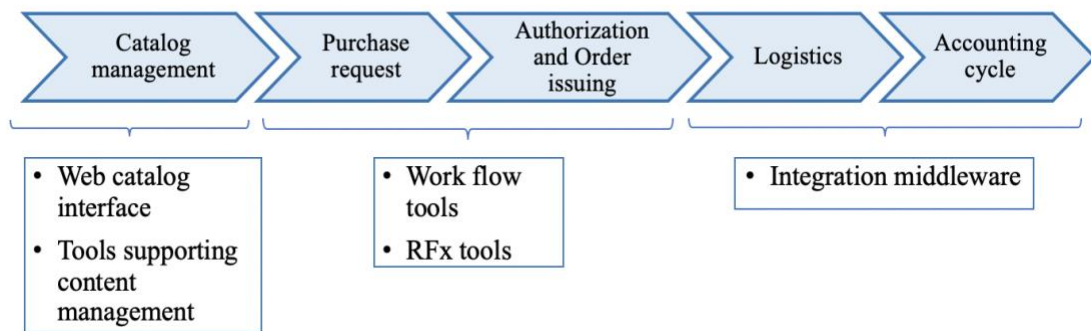 Catalog
management
Purchase
request
Authorization
and Order
issuing
Logistics
Accounting
cycle
• Web catalog
interface
• Tools supporting
content
management
• Work flow
tools
• RFx tools
• Integration middleware